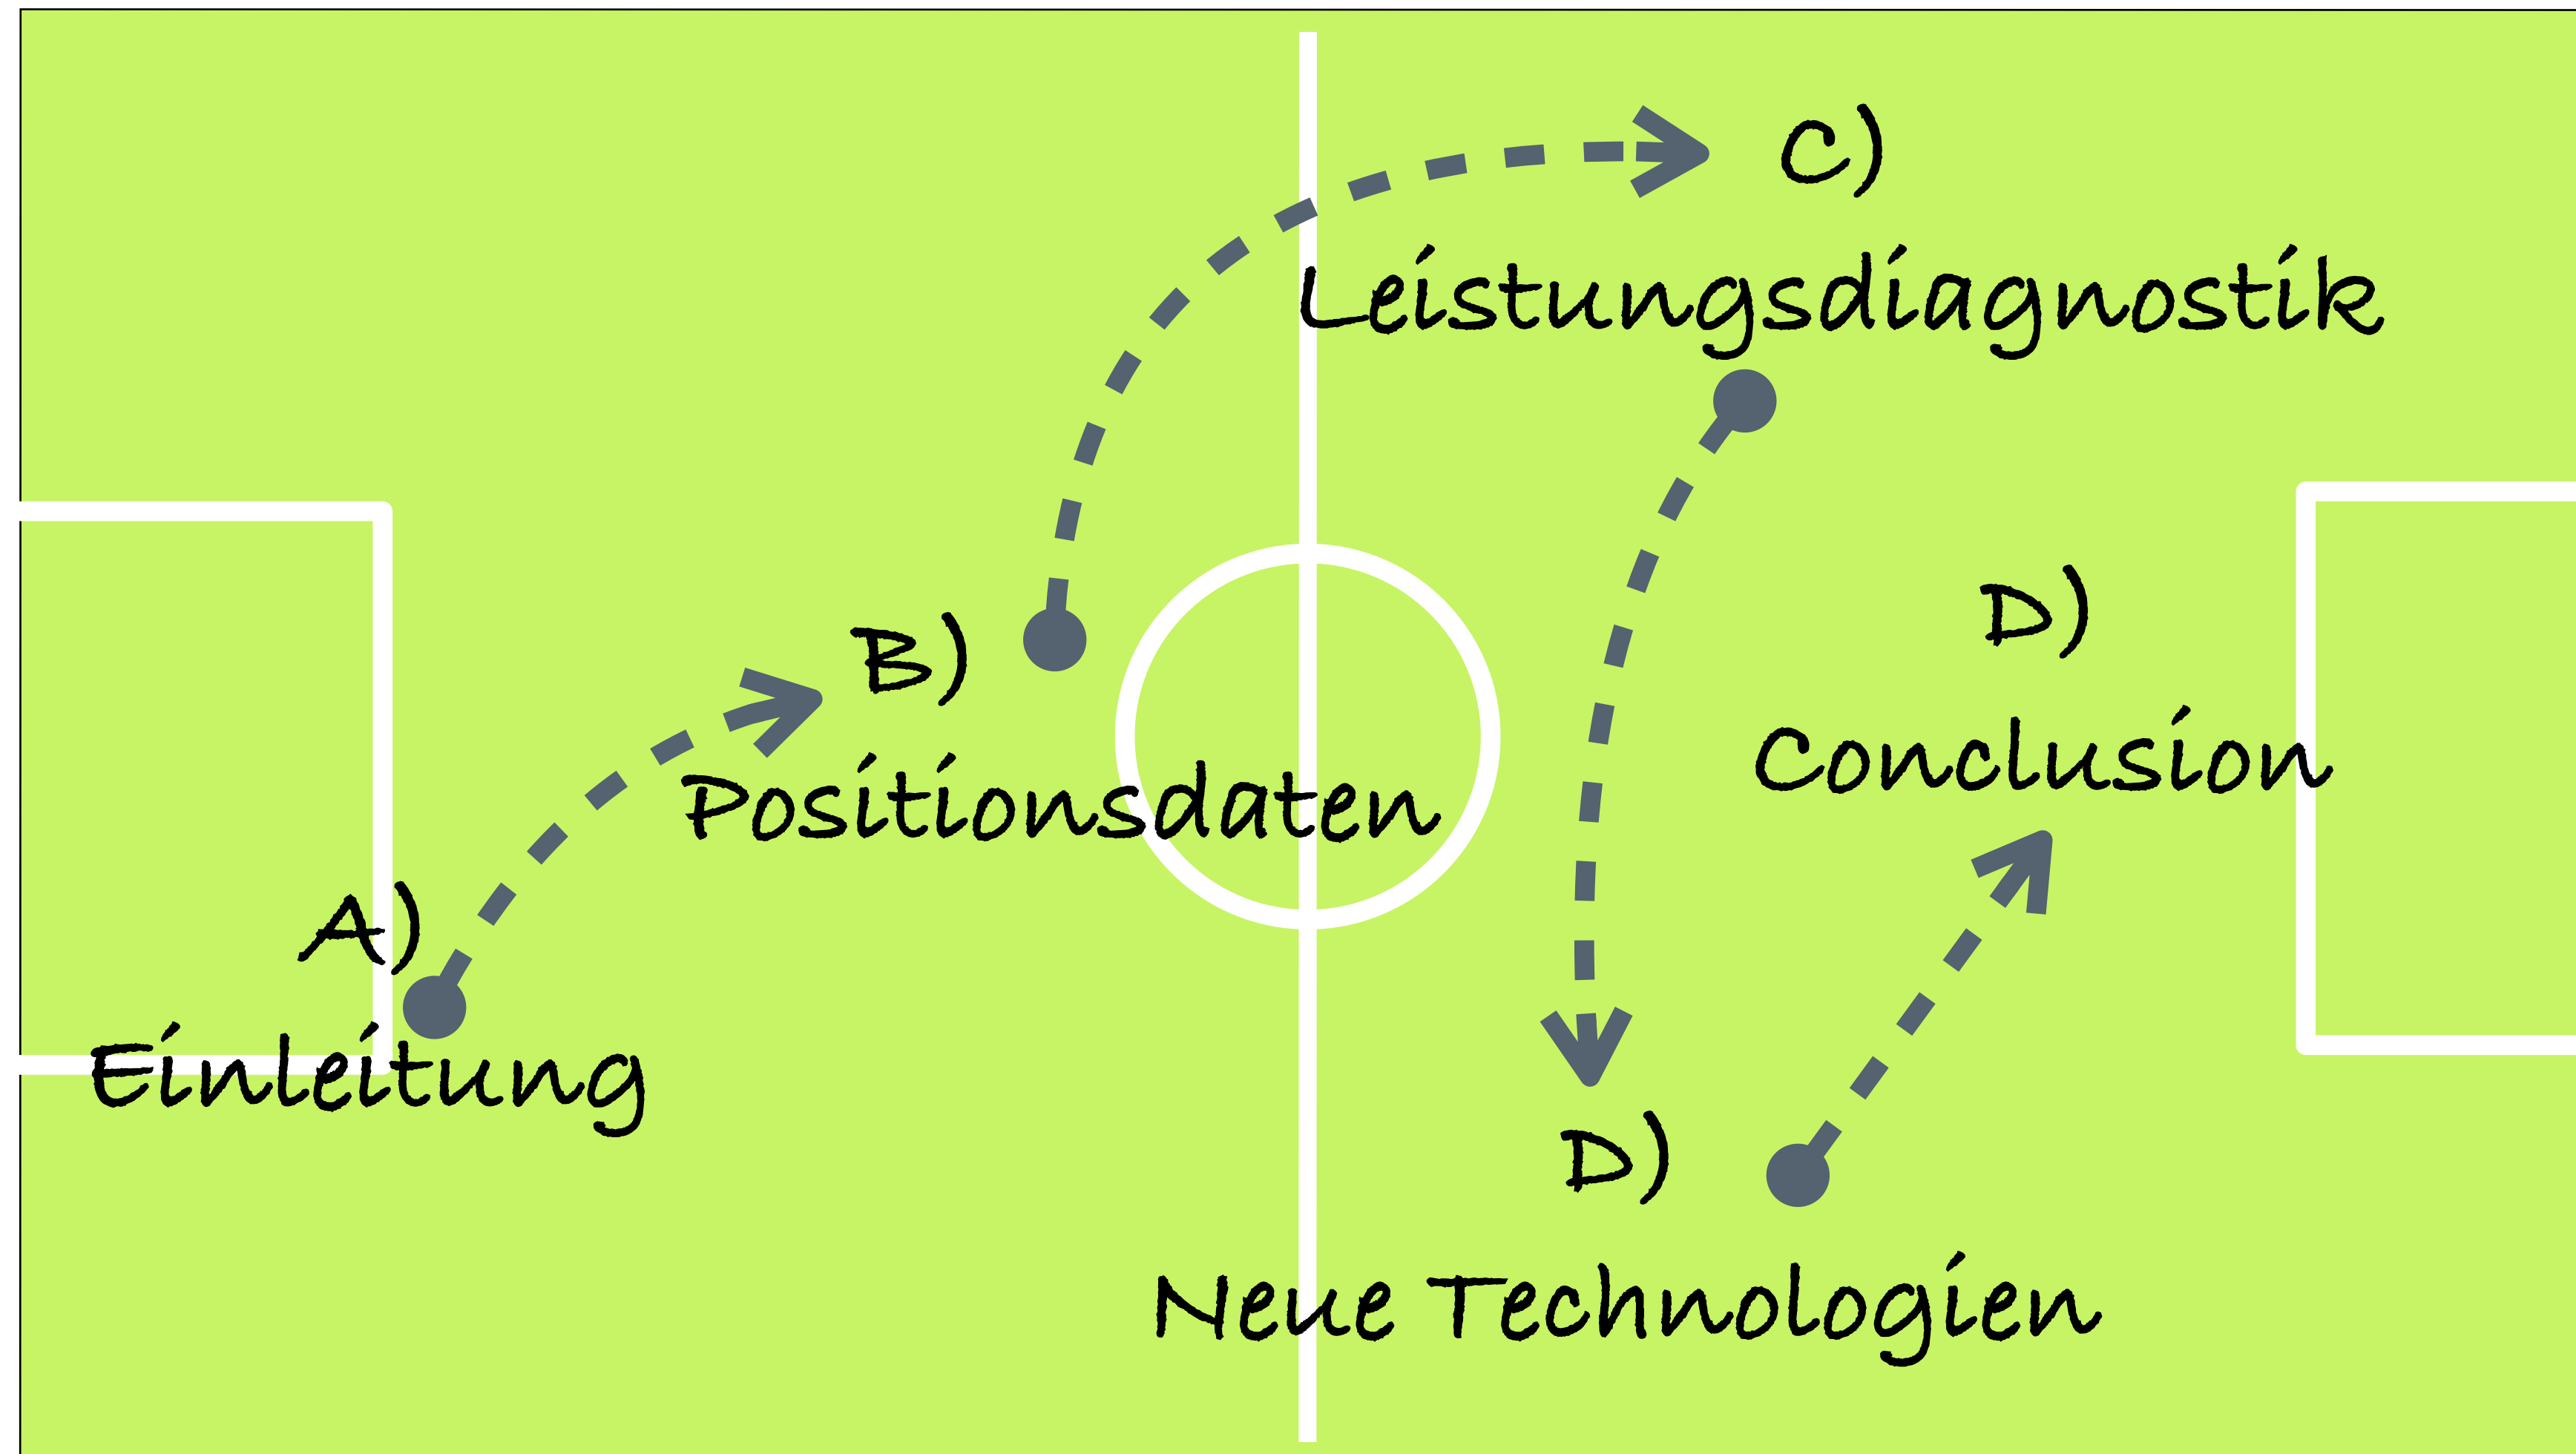 A)
Einleitung
B)
Positionsdaten
C)
Leistungsdiagnostik
D)
Neue Technologien
D)
Conclusion